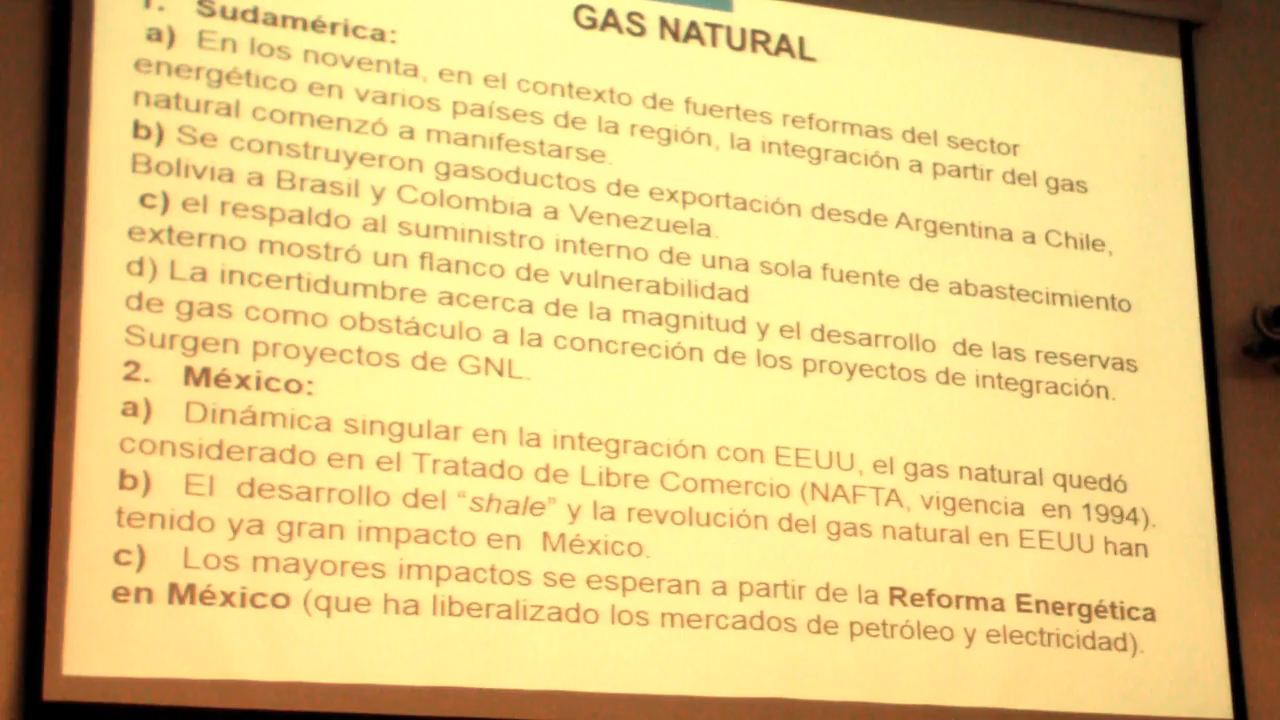 GAS NATURAL
1. Sudamérica:
a) En los noventa, en el contexto de fuertes reformas del sector
energético en varios países de la región, la integración a partir del gas
natural comenzó a manifestarse.
b) Se construyeron gasoductos de exportación desde Argentina a Chile,
Bolivia a Brasil y Colombia a Venezuela.
c) el respaldo al suministro interno de una sola fuente de abastecimiento
externo mostró un flanco de vulnerabilidad
d) La incertidumbre acerca de la magnitud y el desarrollo de las reservas
de gas como obstáculo a la concreción de los proyectos de integración.
Surgen proyectos de GNL.
2. México:
a) Dinámica singular en la integración con EEUU, el gas natural quedó
considerado en el Tratado de Libre Comercio (NAFTA, vigencia en 1994).
b) El desarrollo del “shale” y la revolución del gas natural en EEUU han
tenido ya gran impacto en México.
c) Los mayores impactos se esperan a partir de la Reforma Energética
en México (que ha liberalizado los mercados de petróleo y electricidad).